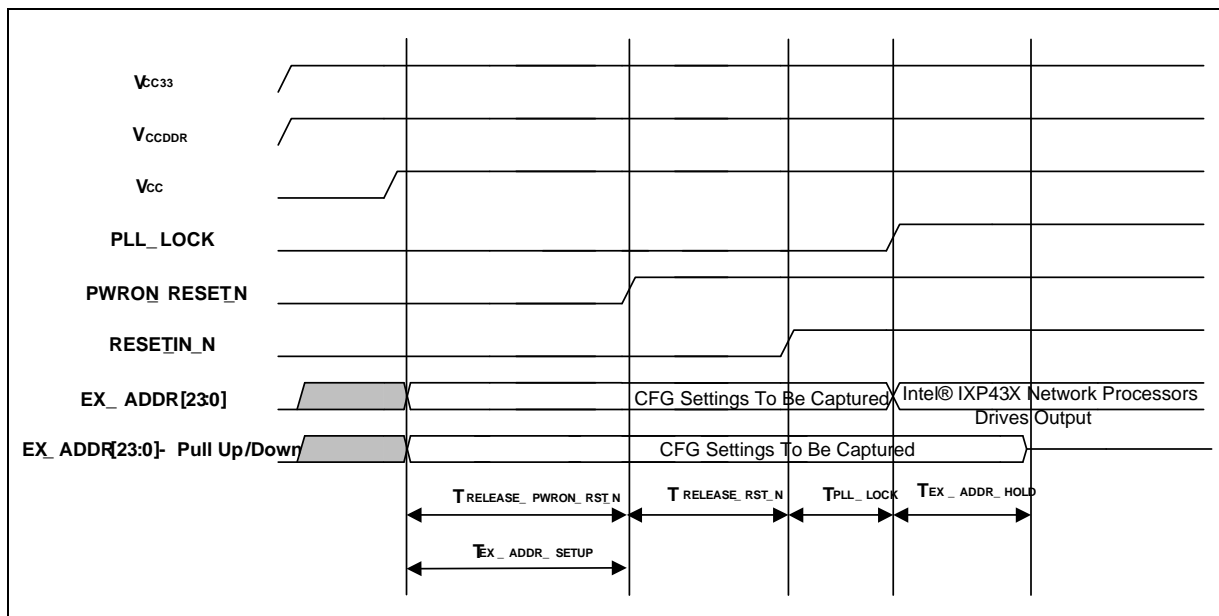 VCC33
VCCDDR
VCC
PLL_LOCK
PWRON_RESET_N
RESETIN_N
EX_ADDR[23:0]
CFG Settings To Be Captured
Intel® IXP43X Network Processors
Drives Output
EX_ADDR[23:0]- Pull Up/Down
CFG Settings To Be Captured
TRELEASE_PWRON_RST_N
TRELEASE_RST_N
TPLL_LOCK
TEX_ADDR_HOLD
TEX_ADDR_SETUP